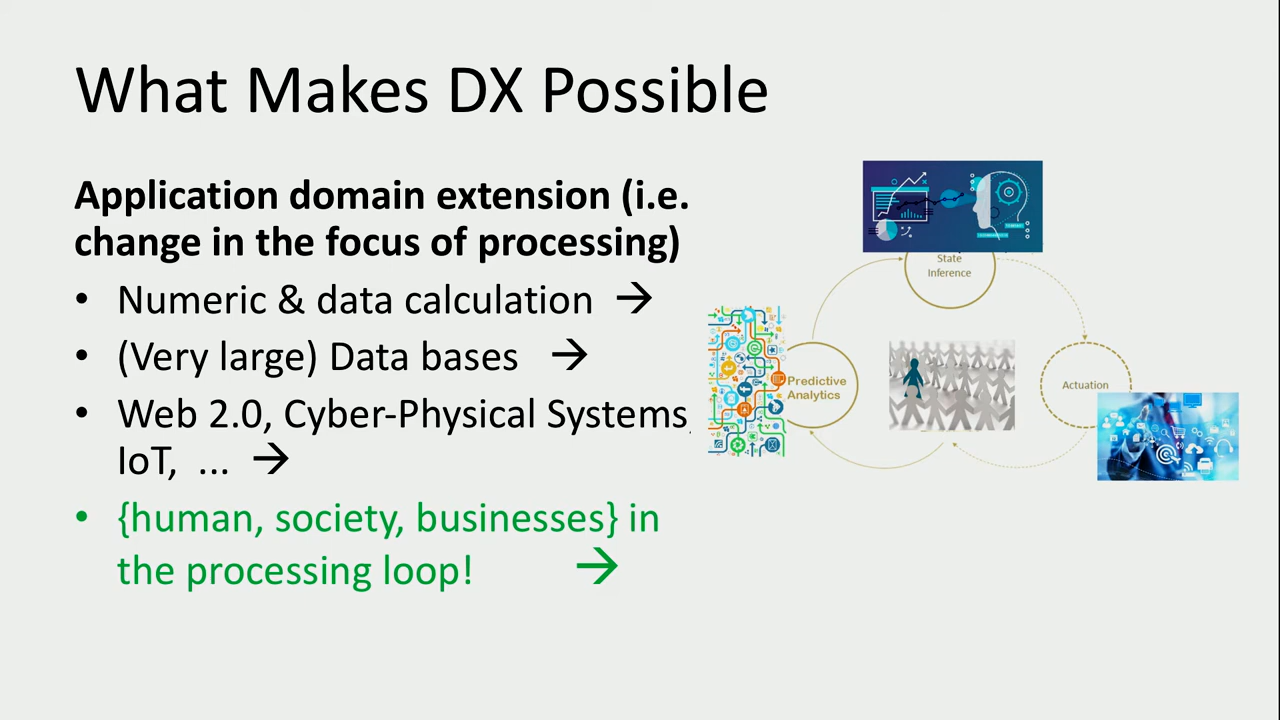 What Makes DX Possible
Application domain extension (i.e.
change in the focus of processing)
• Numeric & data calculation →
• (Very large) Data bases →
• Web 2.0, Cyber-Physical Systems,
IoT, ... →
• {human, society, businesses} in
the processing loop! →
State
Inference
Predictive
Analytics
Actuation